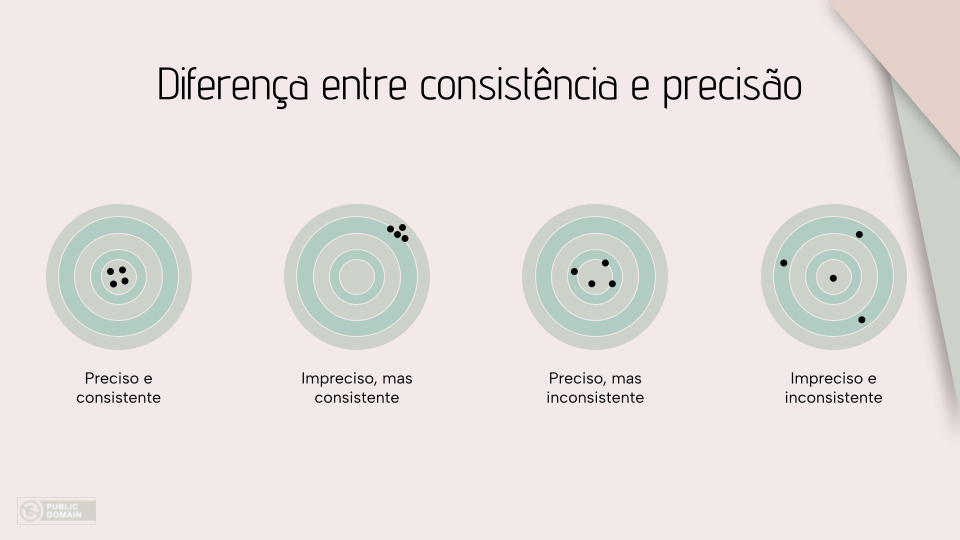 Diferença entre consistência e precisão
Preciso e
consistente
Impreciso, mas
consistente
Preciso, mas
inconsistente
Impreciso e
inconsistente
PUBLIC
DOMAIN